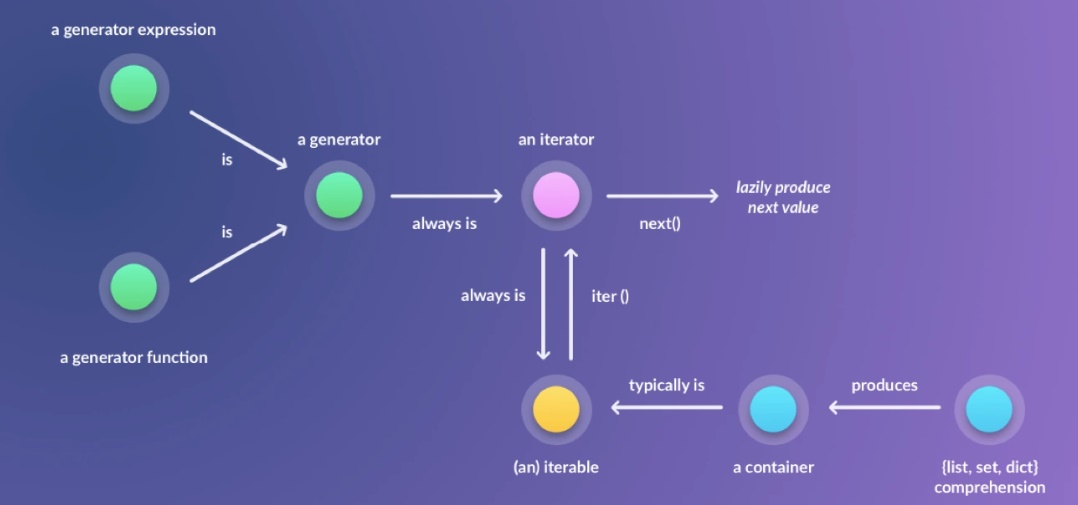 a generator expression
is
a generator
an iterator
always is
next()
lazily produce
next value
is
a generator function
always is
iter ()
typically is
produces
(an) iterable
a container
{list, set, dict}
comprehension